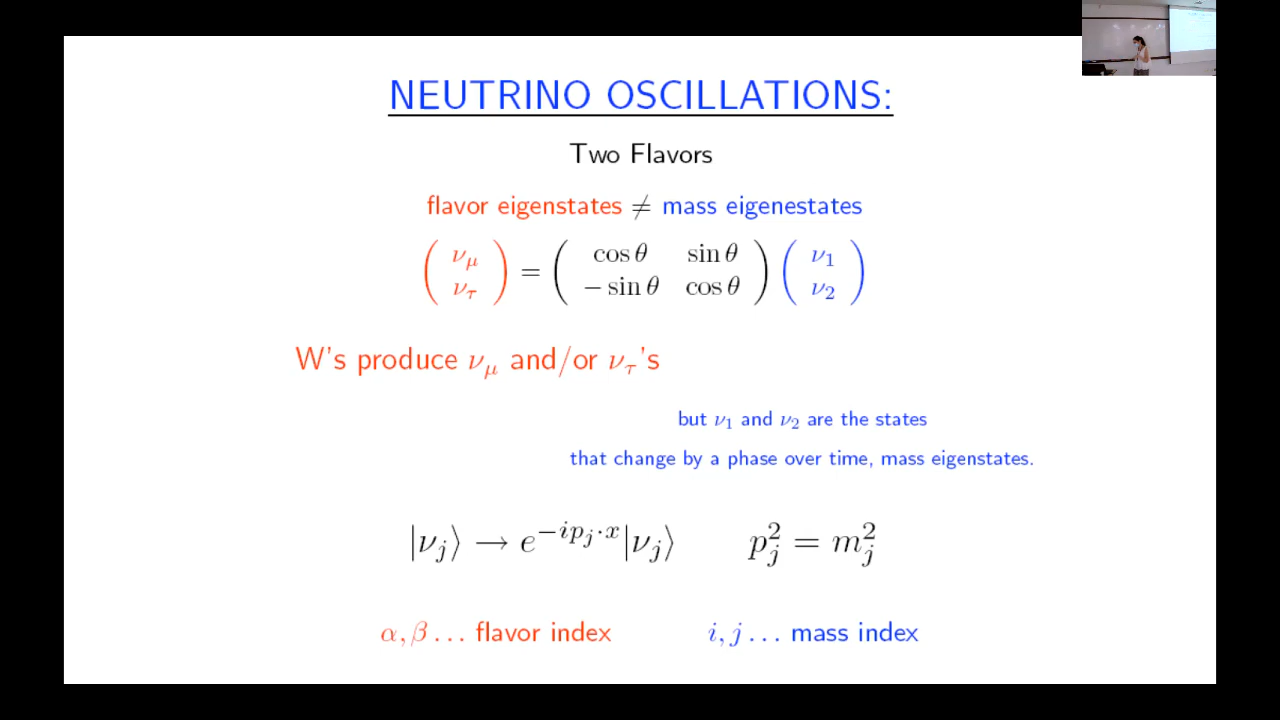 NEUTRINO OSCILLATIONS:
Two Flavors
flavor eigenstates ≠ mass eigenestates
( ν_μ ) = ( cos θ sin θ ) ( ν_1 )
( ν_τ ) ( − sin θ cos θ ) ( ν_2 )
W's produce ν_μ and/or ν_τ's
but ν_1 and ν_2 are the states
that change by a phase over time, mass eigenstates.
|ν_j⟩ → e^{−ip_j·x}|ν_j⟩ p_j^2 = m_j^2
α, β . . . flavor index i, j . . . mass index